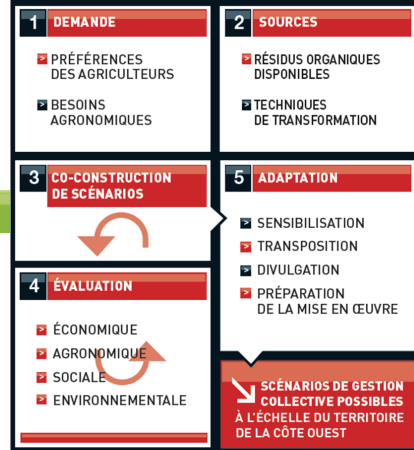 1 DEMANDE
PRÉFÉRENCES
DES AGRICULTEURS
BESOINS
AGRONOMIQUES
2 SOURCES
RÉSIDUS ORGANIQUES
DISPONIBLES
TECHNIQUES
DE TRANSFORMATION
3 CO-CONSTRUCTION
DE SCÉNARIOS
4 ÉVALUATION
ÉCONOMIQUE
AGRONOMIQUE
SOCIALE
ENVIRONNEMENTALE
5 ADAPTATION
SENSIBILISATION
TRANSPOSITION
DIVULGATION
PRÉPARATION
DE LA MISE EN ŒUVRE
SCÉNARIOS DE GESTION
COLLECTIVE POSSIBLES
À L'ÉCHELLE DU TERRITOIRE
DE LA CÔTE OUEST